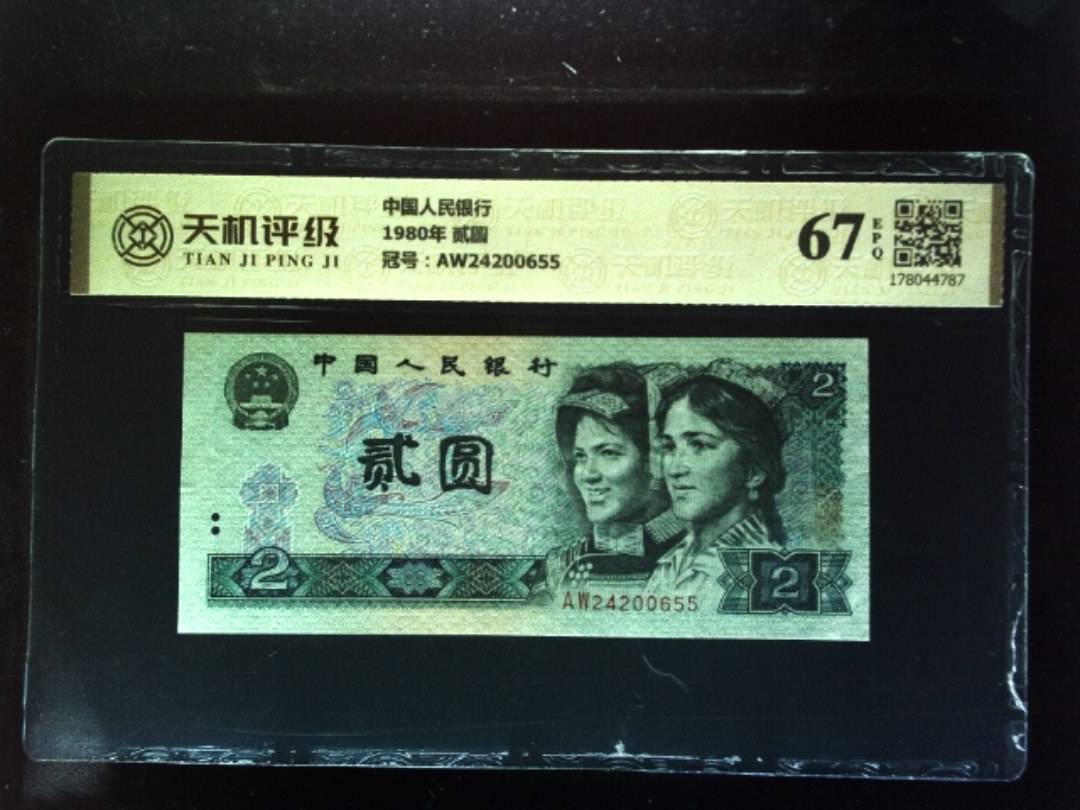 天机评级
TIAN JI PING JI
中国人民银行
1980年 贰圆
冠号：AW24200655
67
EPQ
178044787
中国人民银行
贰圆
2
2
2
AW24200655